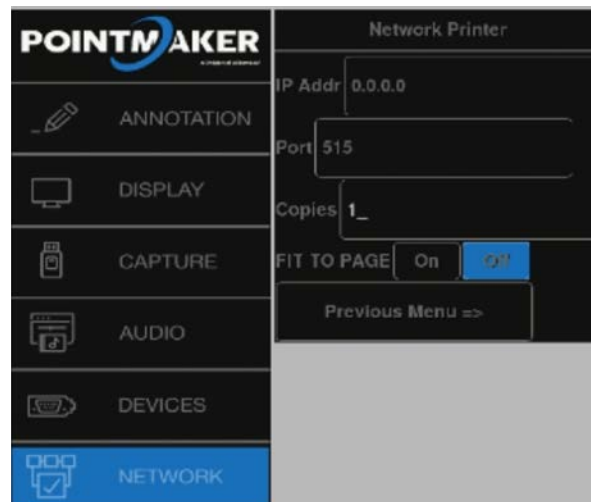 POINTMAKER
ANNOTATION
DISPLAY
CAPTURE
AUDIO
DEVICES
NETWORK
Network Printer
IP Addr 0.0.0.0
Port 515
Copies 1_
FIT TO PAGE On Off
Previous Menu =>